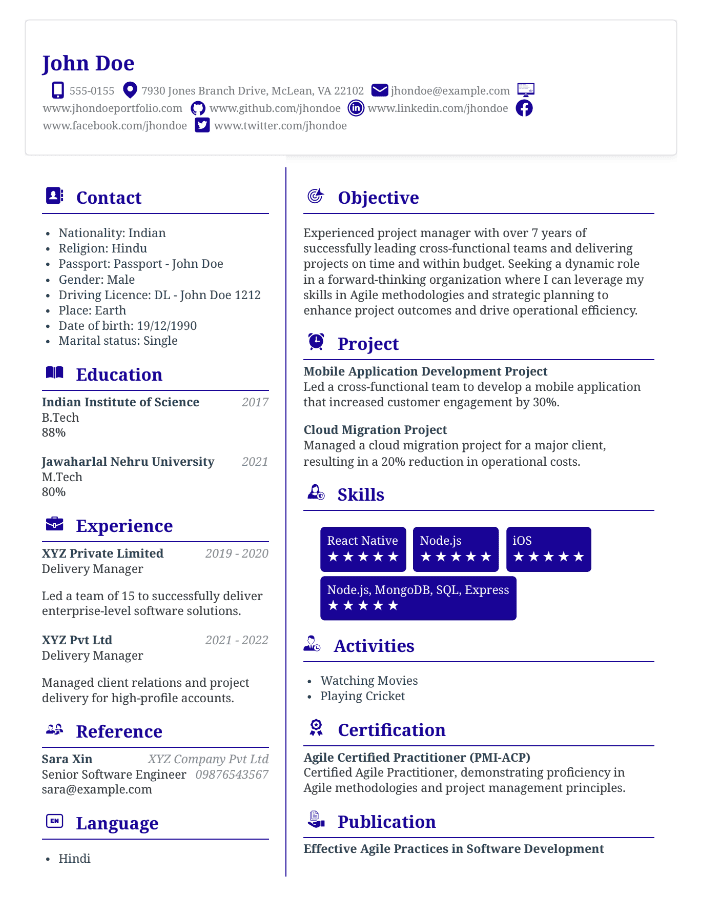 John Doe
555-0155 7930 Jones Branch Drive, McLean, VA 22102 jhondoe@example.com
www.jhondoeportfolio.com www.github.com/jhondoe www.linkedin.com/jhondoe
www.facebook.com/jhondoe www.twitter.com/jhondoe
Contact
• Nationality: Indian
• Religion: Hindu
• Passport: Passport - John Doe
• Gender: Male
• Driving Licence: DL - John Doe 1212
• Place: Earth
• Date of birth: 19/12/1990
• Marital status: Single
Education
Indian Institute of Science 2017
B.Tech
88%
Jawaharlal Nehru University 2021
M.Tech
80%
Experience
XYZ Private Limited 2019 - 2020
Delivery Manager
Led a team of 15 to successfully deliver
enterprise-level software solutions.
XYZ Pvt Ltd 2021 - 2022
Delivery Manager
Managed client relations and project
delivery for high-profile accounts.
Reference
Sara Xin XYZ Company Pvt Ltd
Senior Software Engineer 09876543567
sara@example.com
EN
Language
• Hindi
Objective
Experienced project manager with over 7 years of
successfully leading cross-functional teams and delivering
projects on time and within budget. Seeking a dynamic role
in a forward-thinking organization where I can leverage my
skills in Agile methodologies and strategic planning to
enhance project outcomes and drive operational efficiency.
Project
Mobile Application Development Project
Led a cross-functional team to develop a mobile application
that increased customer engagement by 30%.
Cloud Migration Project
Managed a cloud migration project for a major client,
resulting in a 20% reduction in operational costs.
Skills
React Native Node.js iOS
★★★★★ ★★★★★ ★★★★★
Node.js, MongoDB, SQL, Express
★★★★★
Activities
• Watching Movies
• Playing Cricket
Certification
Agile Certified Practitioner (PMI-ACP)
Certified Agile Practitioner, demonstrating proficiency in
Agile methodologies and project management principles.
Publication
Effective Agile Practices in Software Development